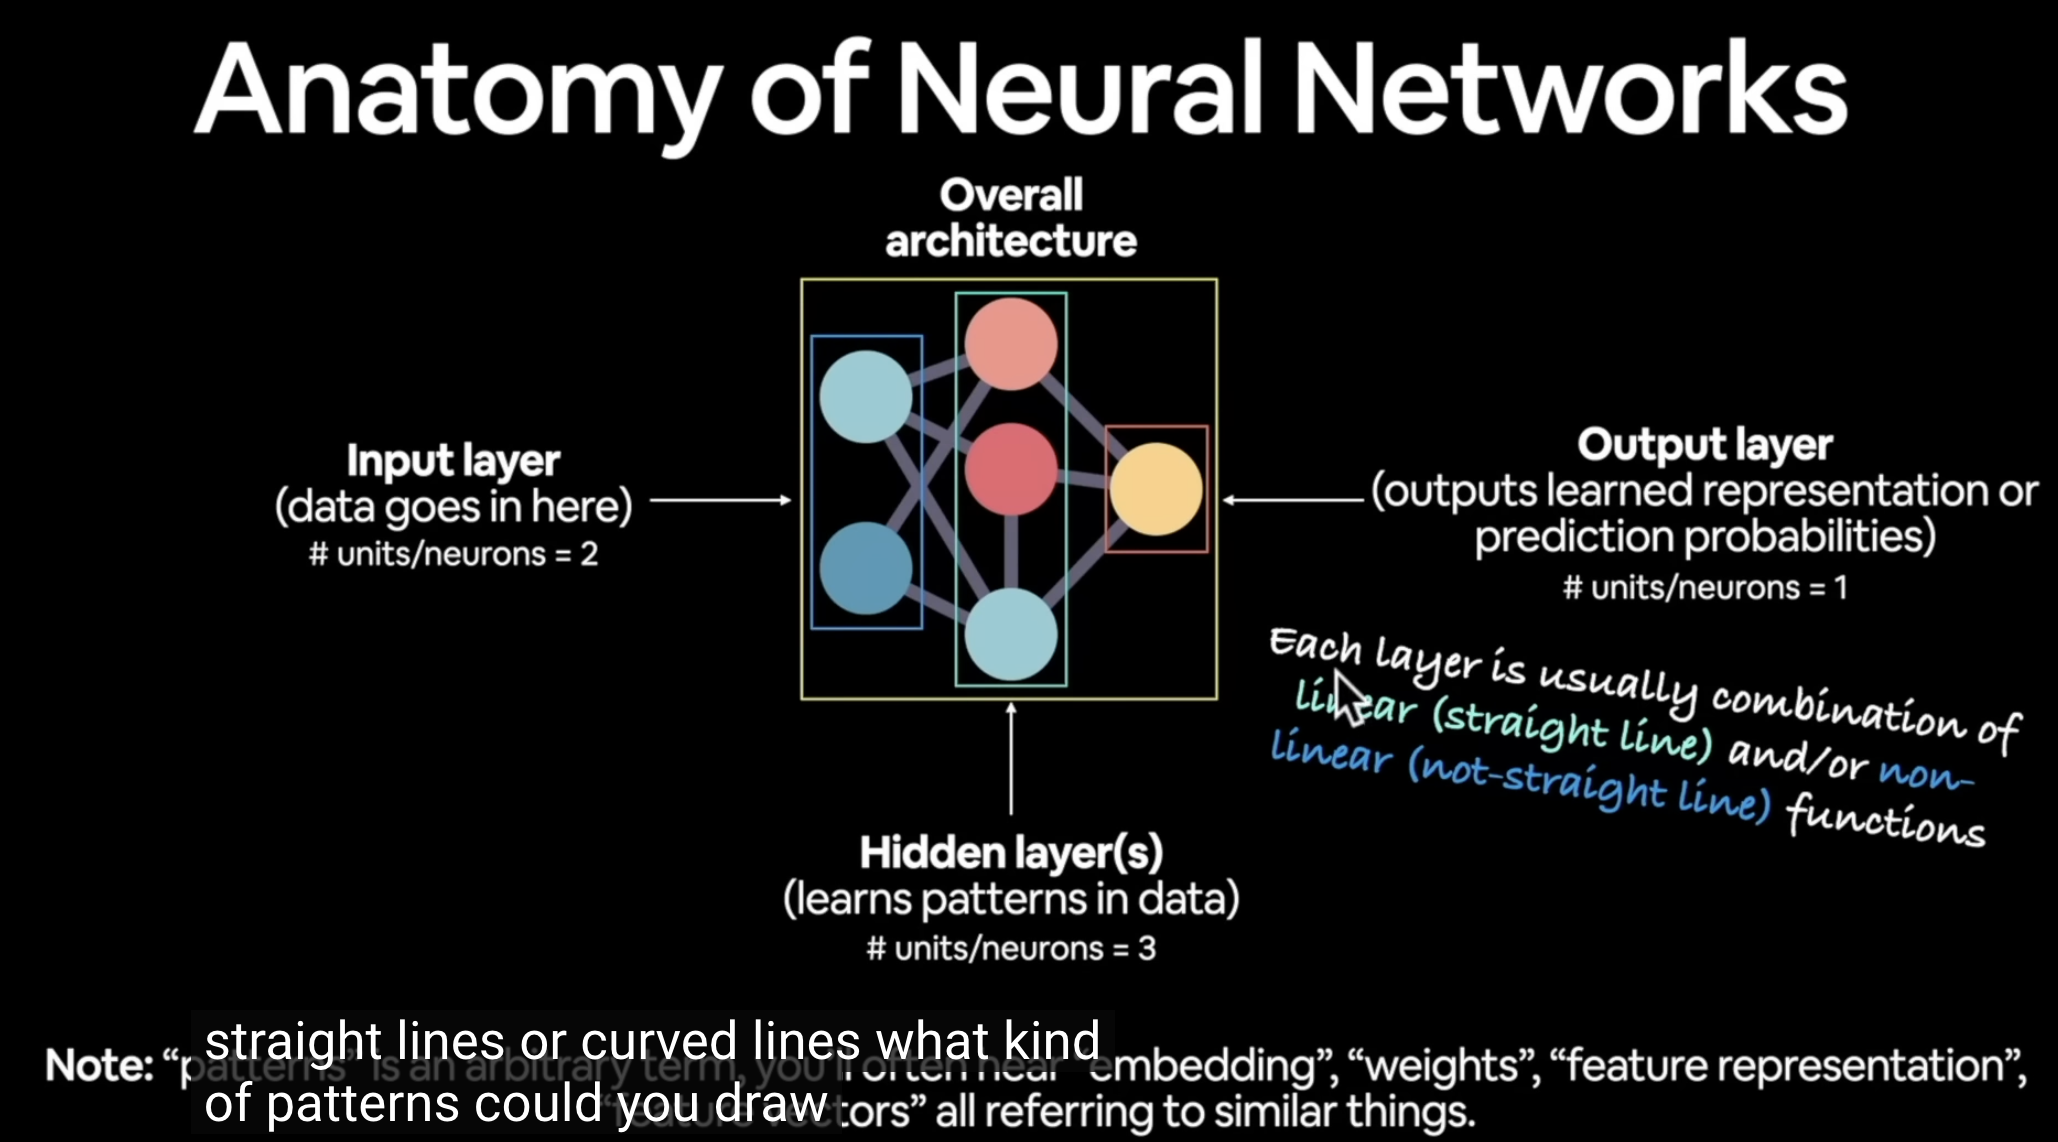 Anatomy of Neural Networks
Overall
architecture
Input layer
(data goes in here)
# units/neurons = 2
Output layer
(outputs learned representation or
prediction probabilities)
# units/neurons = 1
Each layer is usually combination of
linear (straight line) and/or non-
linear (not-straight line) functions
Hidden layer(s)
(learns patterns in data)
# units/neurons = 3
Note: “patterns” is an arbitrary term, you’ll often hear “embedding”, “weights”, “feature representation”,
“feature vectors” all referring to similar things.
straight lines or curved lines what kind
of patterns could you draw